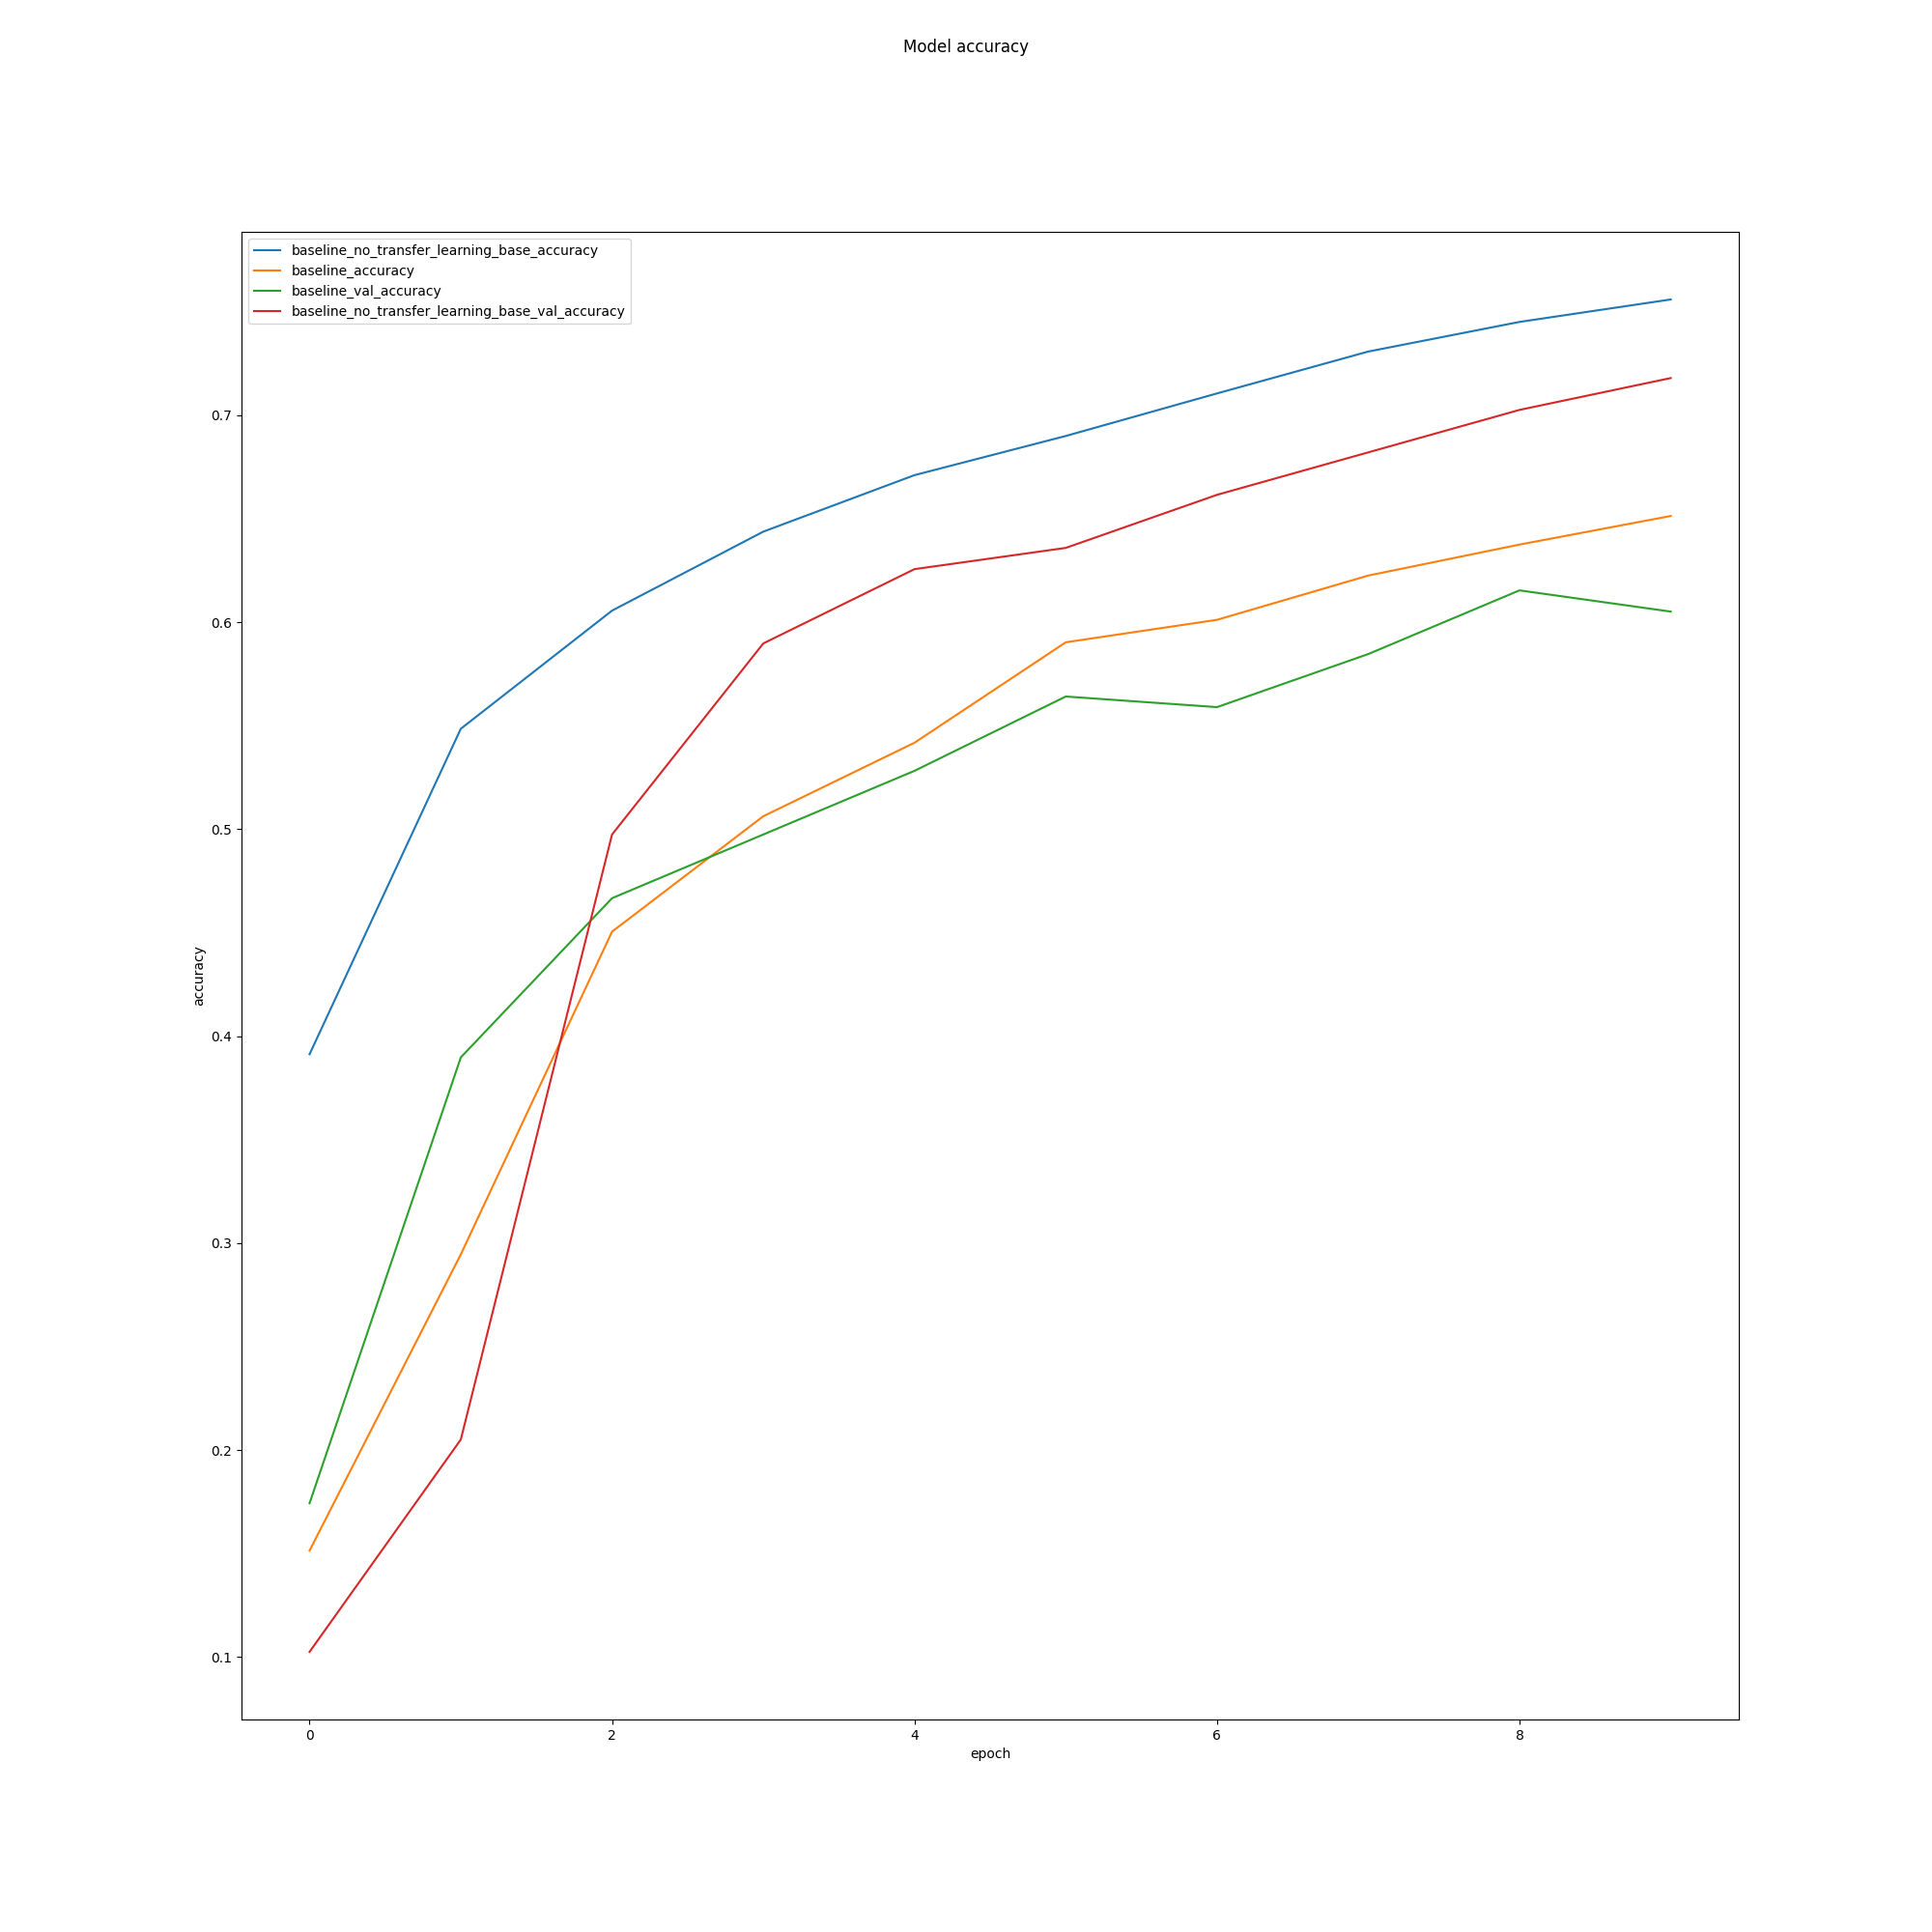 Model accuracy
baseline_no_transfer_learning_base_accuracy
baseline_accuracy
baseline_val_accuracy
baseline_no_transfer_learning_base_val_accuracy
0.7
0.6
0.5
0.4
0.3
0.2
0.1
accuracy
0 2 4 6 8
epoch